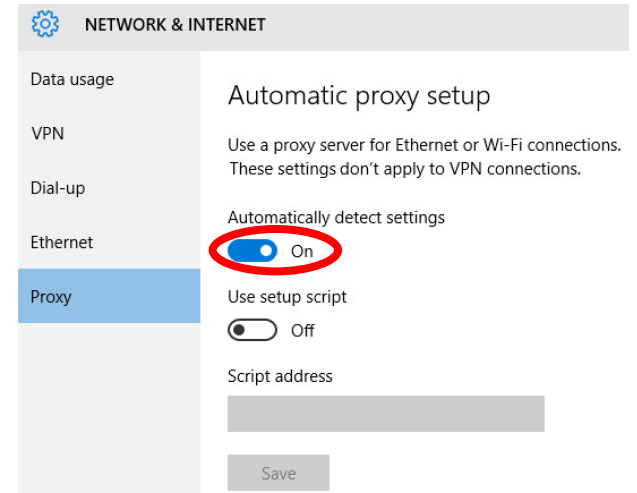 NETWORK & INTERNET
Data usage
VPN
Dial-up
Ethernet
Proxy
Automatic proxy setup
Use a proxy server for Ethernet or Wi-Fi connections.
These settings don't apply to VPN connections.
Automatically detect settings
On
Use setup script
Off
Script address
Save